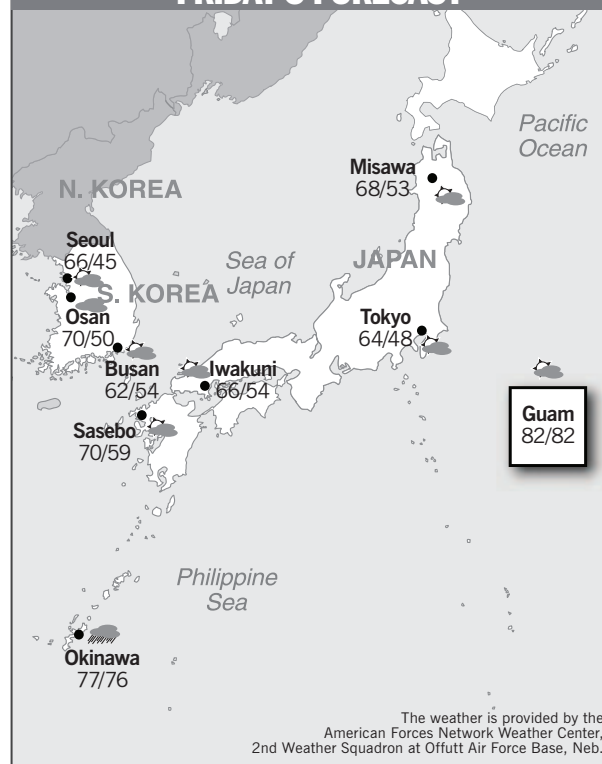 FRIDAY'S FORECAST
Pacific
Ocean
Misawa
68/53
N. KOREA
Seoul
66/45
Sea of
Japan
JAPAN
S. KOREA
Osan
70/50
Tokyo
64/48
Busan
62/54
Iwakuni
66/54
Guam
82/82
Sasebo
70/59
Philippine
Sea
Okinawa
77/76
The weather is provided by the
American Forces Network Weather Center,
2nd Weather Squadron at Offutt Air Force Base, Neb.